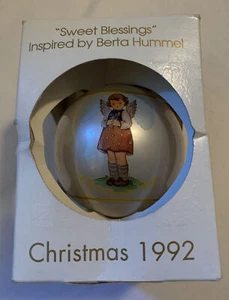 "Sweet Blessings"
Inspired by Berta Hummel
Christmas 1992